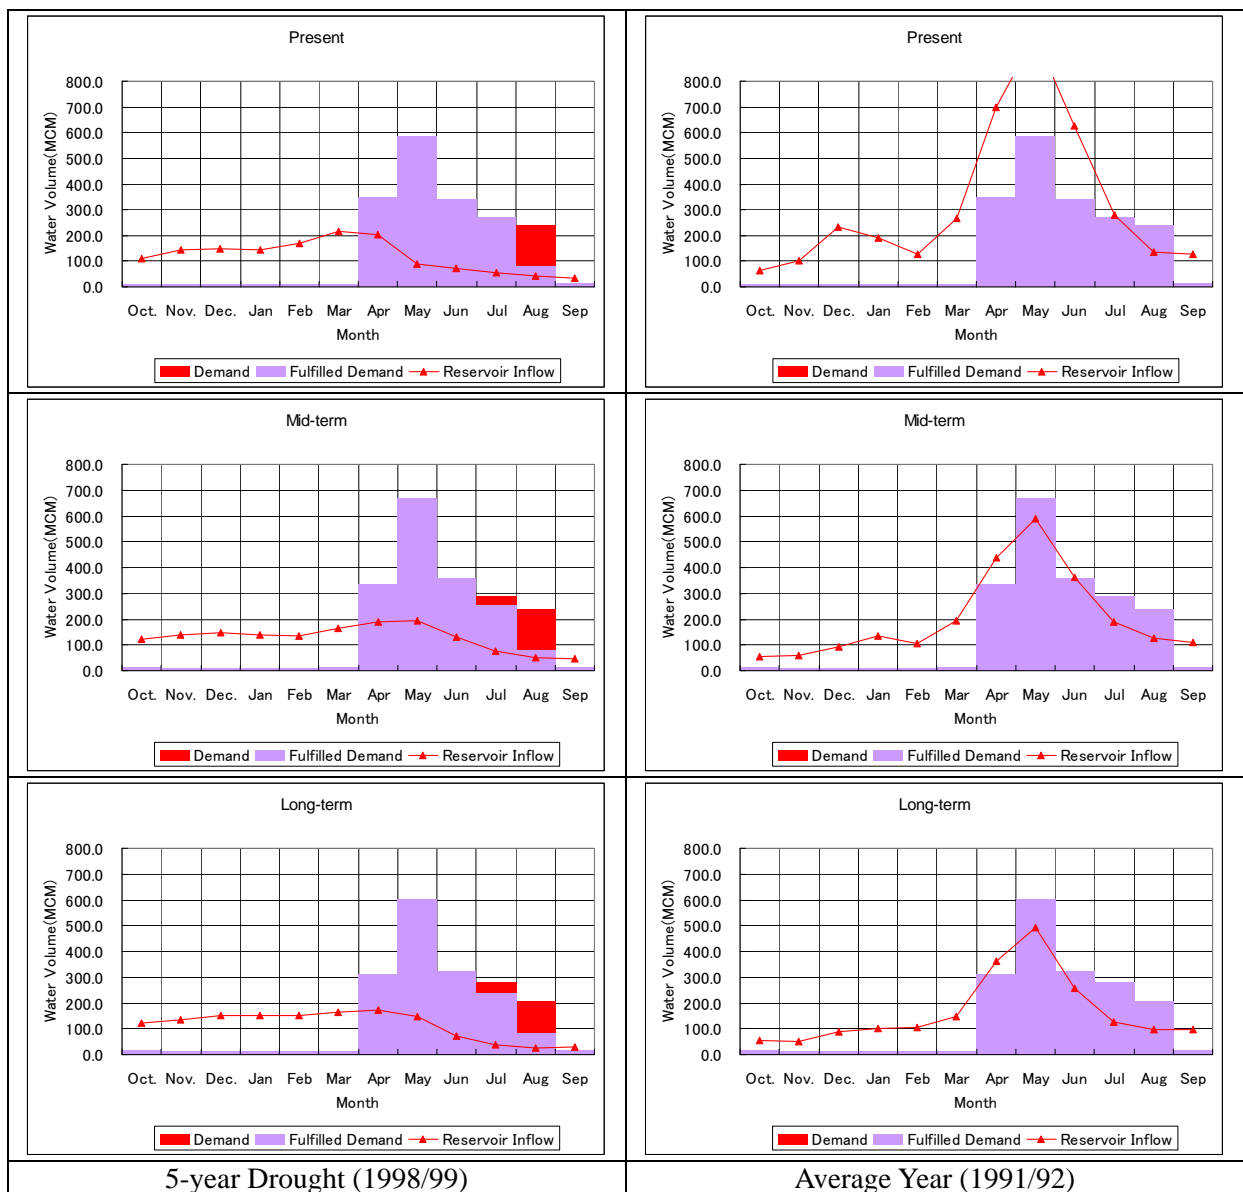 Present
Water Volume(MCM)
800.0
700.0
600.0
500.0
400.0
300.0
200.0
100.0
0.0
Oct. Nov. Dec. Jan Feb Mar Apr May Jun Jul Aug Sep
Month
Demand Fulfilled Demand Reservoir Inflow
Present
Water Volume(MCM)
800.0
700.0
600.0
500.0
400.0
300.0
200.0
100.0
0.0
Oct. Nov. Dec. Jan Feb Mar Apr May Jun Jul Aug Sep
Month
Demand Fulfilled Demand Reservoir Inflow
Mid-term
Water Volume(MCM)
800.0
700.0
600.0
500.0
400.0
300.0
200.0
100.0
0.0
Oct. Nov. Dec. Jan Feb Mar Apr May Jun Jul Aug Sep
Month
Demand Fulfilled Demand Reservoir Inflow
Mid-term
Water Volume(MCM)
800.0
700.0
600.0
500.0
400.0
300.0
200.0
100.0
0.0
Oct. Nov. Dec. Jan Feb Mar Apr May Jun Jul Aug Sep
Month
Demand Fulfilled Demand Reservoir Inflow
Long-term
Water Volume(MCM)
800.0
700.0
600.0
500.0
400.0
300.0
200.0
100.0
0.0
Oct. Nov. Dec. Jan Feb Mar Apr May Jun Jul Aug Sep
Month
Demand Fulfilled Demand Reservoir Inflow
Long-term
Water Volume(MCM)
800.0
700.0
600.0
500.0
400.0
300.0
200.0
100.0
0.0
Oct. Nov. Dec. Jan Feb Mar Apr May Jun Jul Aug Sep
Month
Demand Fulfilled Demand Reservoir Inflow
5-year Drought (1998/99)
Average Year (1991/92)